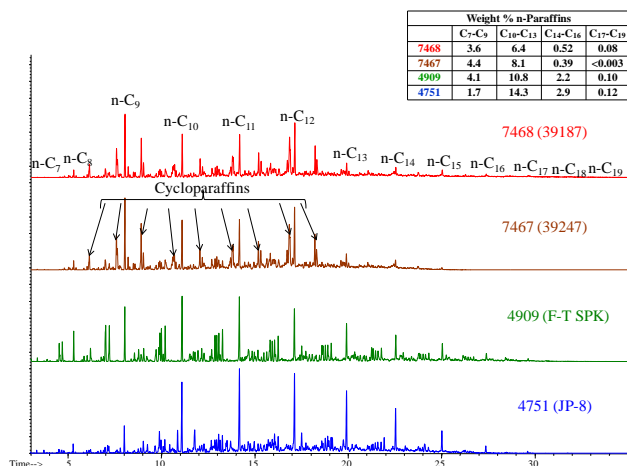 Weight % n-Paraffins
C7-C9 C10-C13 C14-C16 C17-C19
7468 3.6 6.4 0.52 0.08
7467 4.4 8.1 0.39 <0.003
4909 4.1 10.8 2.2 0.10
4751 1.7 14.3 2.9 0.12
n-C7 n-C8 n-C9 n-C10 n-C11 n-C12 n-C13 n-C14 n-C15 n-C16 n-C17 n-C18 n-C19
7468 (39187)
Cycloparaffins
7467 (39247)
4909 (F-T SPK)
4751 (JP-8)
Time--> 5 10 15 20 25 30